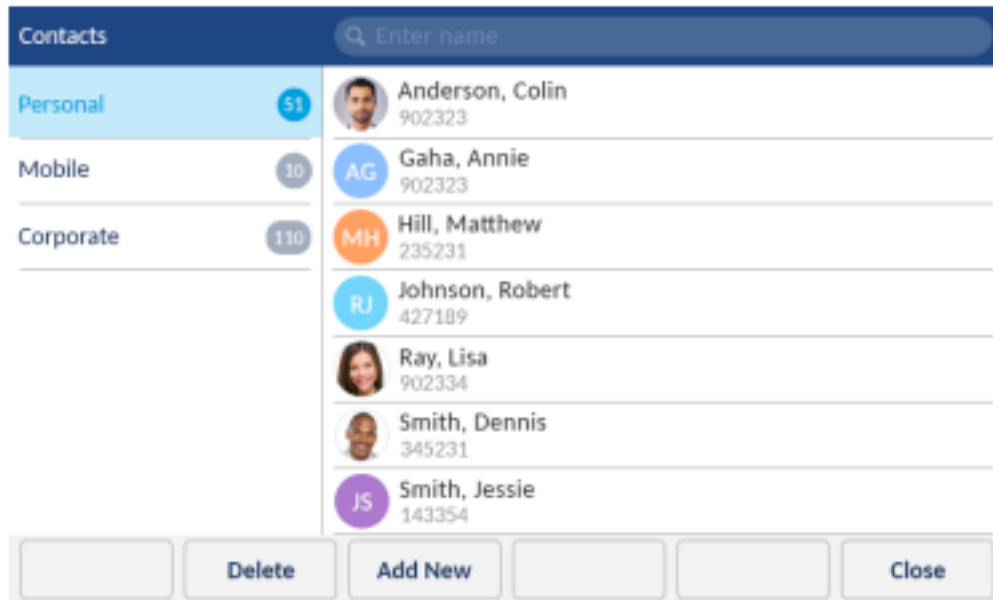 Contacts
Enter name
Personal 51
Mobile 10
Corporate 110
Anderson, Colin
902323
AG
Gaha, Annie
902323
MH
Hill, Matthew
235231
RJ
Johnson, Robert
427189
Ray, Lisa
902334
Smith, Dennis
345231
JS
Smith, Jessie
143354
Delete
Add New
Close